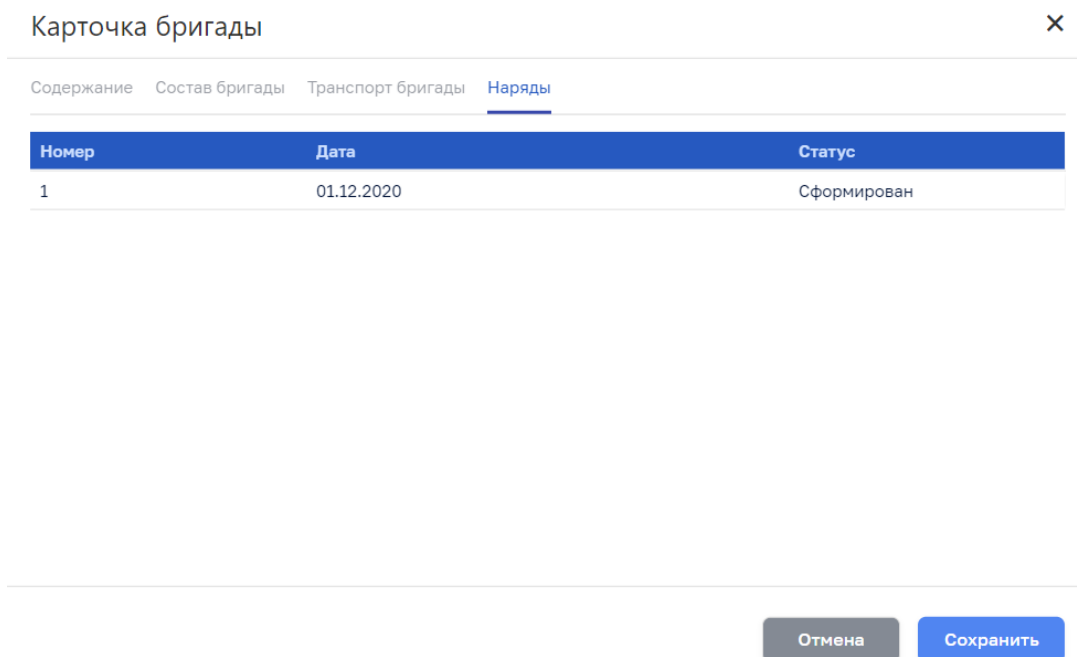 Карточка бригады
Содержание Состав бригады Транспорт бригады Наряды
Номер Дата Статус
1 01.12.2020 Сформирован
Отмена Сохранить